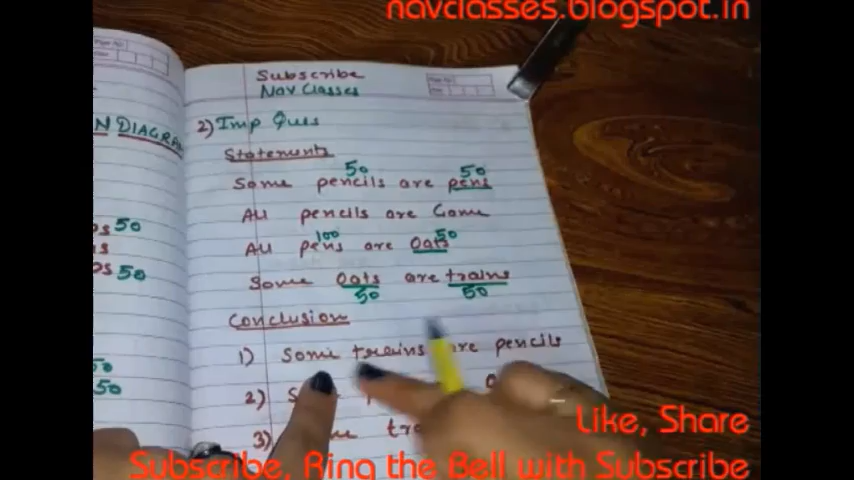 navclasses.blogspot.in
Subscribe
Nav Classes
N DIAGRA
2) Imp Ques
Statements
50 50
Some pencils are pens
All pencils are Game
100 50
All pens are Oats
Some Oats are trains
50 50
Conclusion
1) Some trains are pencils
2)
3)
50
50
50
50
Like, Share
Subscribe, Ring the Bell with Subscribe